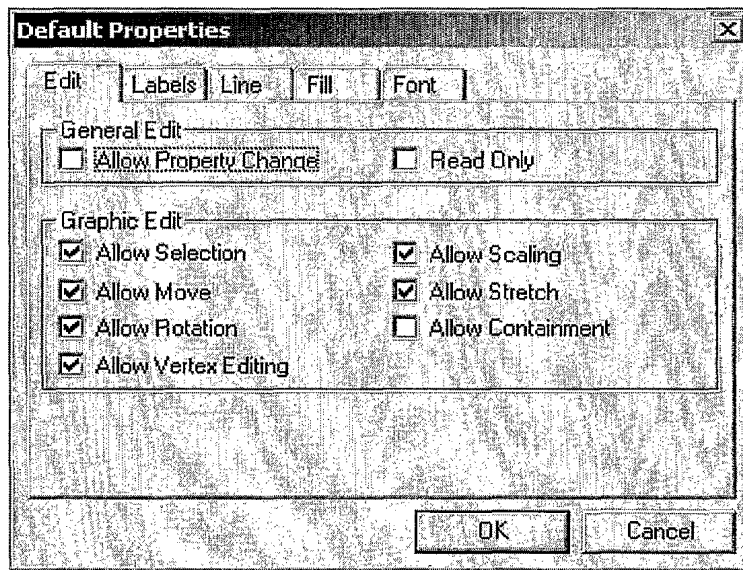 Default Properties
Edit Labels Line Fill Font
General Edit
Allow Property Change Read Only
Graphic Edit
Allow Selection Allow Scaling
Allow Move Allow Stretch
Allow Rotation Allow Containment
Allow Vertex Editing
OK Cancel